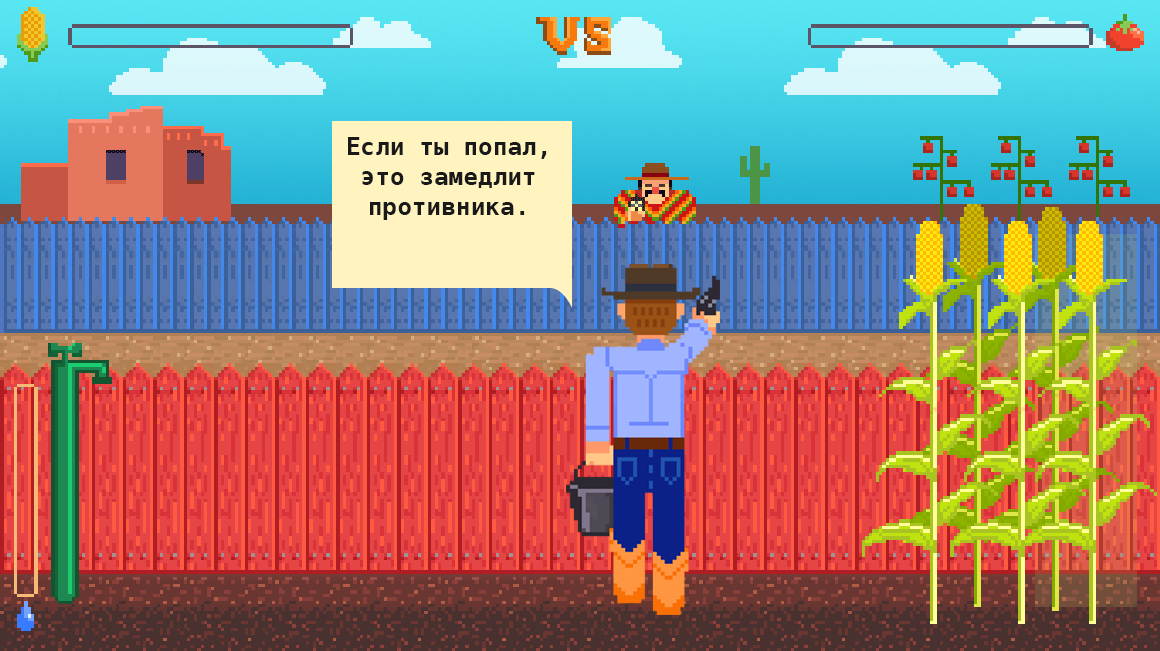 VS
Если ты попал,
это замедлит
противника.